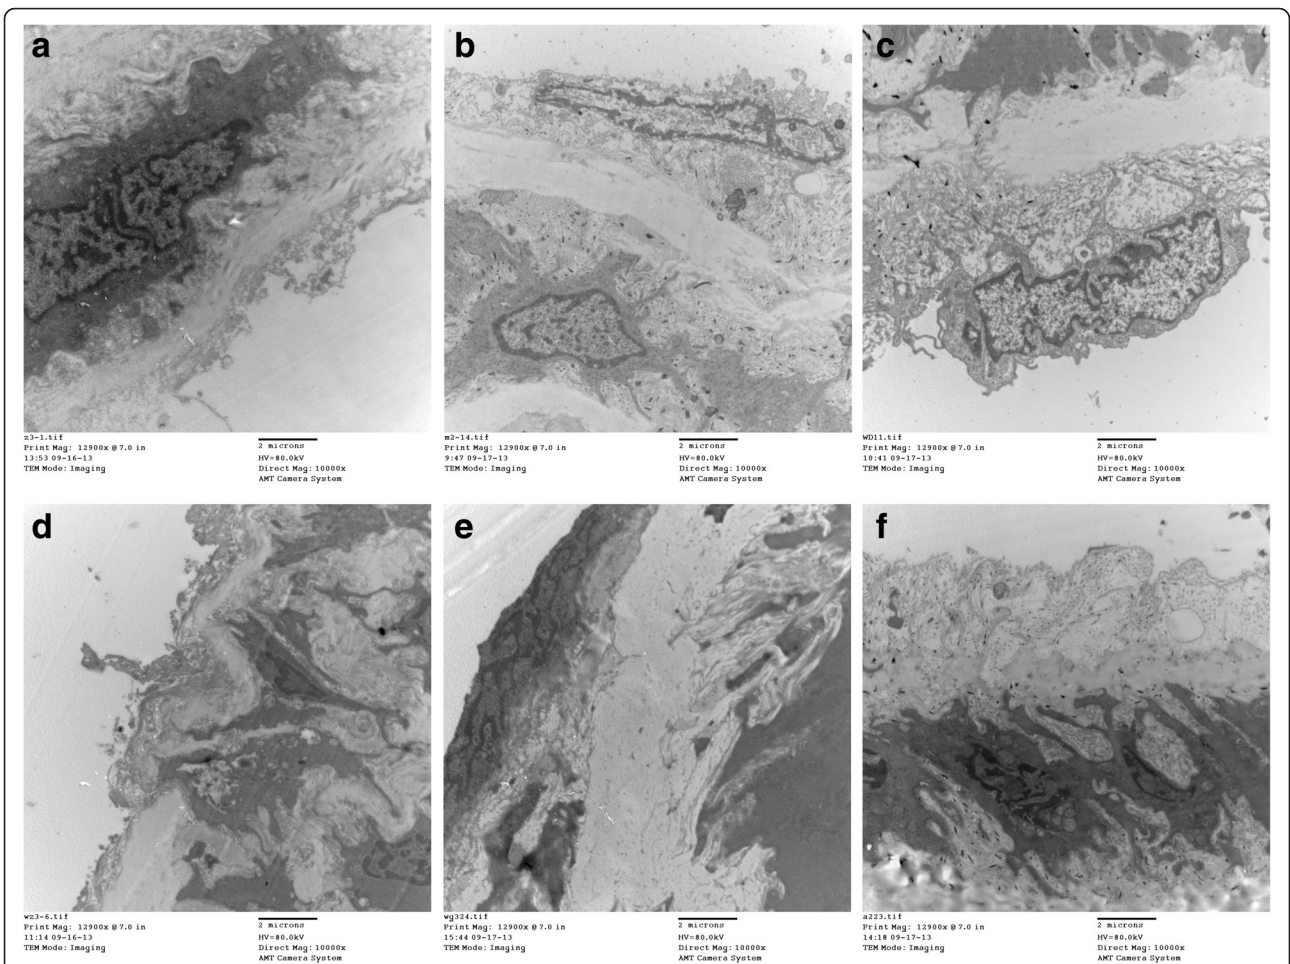 a
b
c
z3-1.tif
Print Mag: 12900x @ 7.0 in
13:53 09-16-13
TEM Mode: Imaging
2 microns
HV=80.0kV
Direct Mag: 10000x
AMT Camera System
m2-14.tif
Print Mag: 12900x @ 7.0 in
9:47 09-17-13
TEM Mode: Imaging
2 microns
HV=80.0kV
Direct Mag: 10000x
AMT Camera System
WD11.tif
Print Mag: 12900x @ 7.0 in
10:41 09-17-13
TEM Mode: Imaging
2 microns
HV=80.0kV
Direct Mag: 10000x
AMT Camera System
d
e
f
wz3-6.tif
Print Mag: 12900x @ 7.0 in
11:14 09-16-13
TEM Mode: Imaging
2 microns
HV=80.0kV
Direct Mag: 10000x
AMT Camera System
wg324.tif
Print Mag: 12900x @ 7.0 in
15:44 09-17-13
TEM Mode: Imaging
2 microns
HV=80.0kV
Direct Mag: 10000x
AMT Camera System
a223.tif
Print Mag: 12900x @ 7.0 in
14:18 09-17-13
TEM Mode: Imaging
2 microns
HV=80.0kV
Direct Mag: 10000x
AMT Camera System